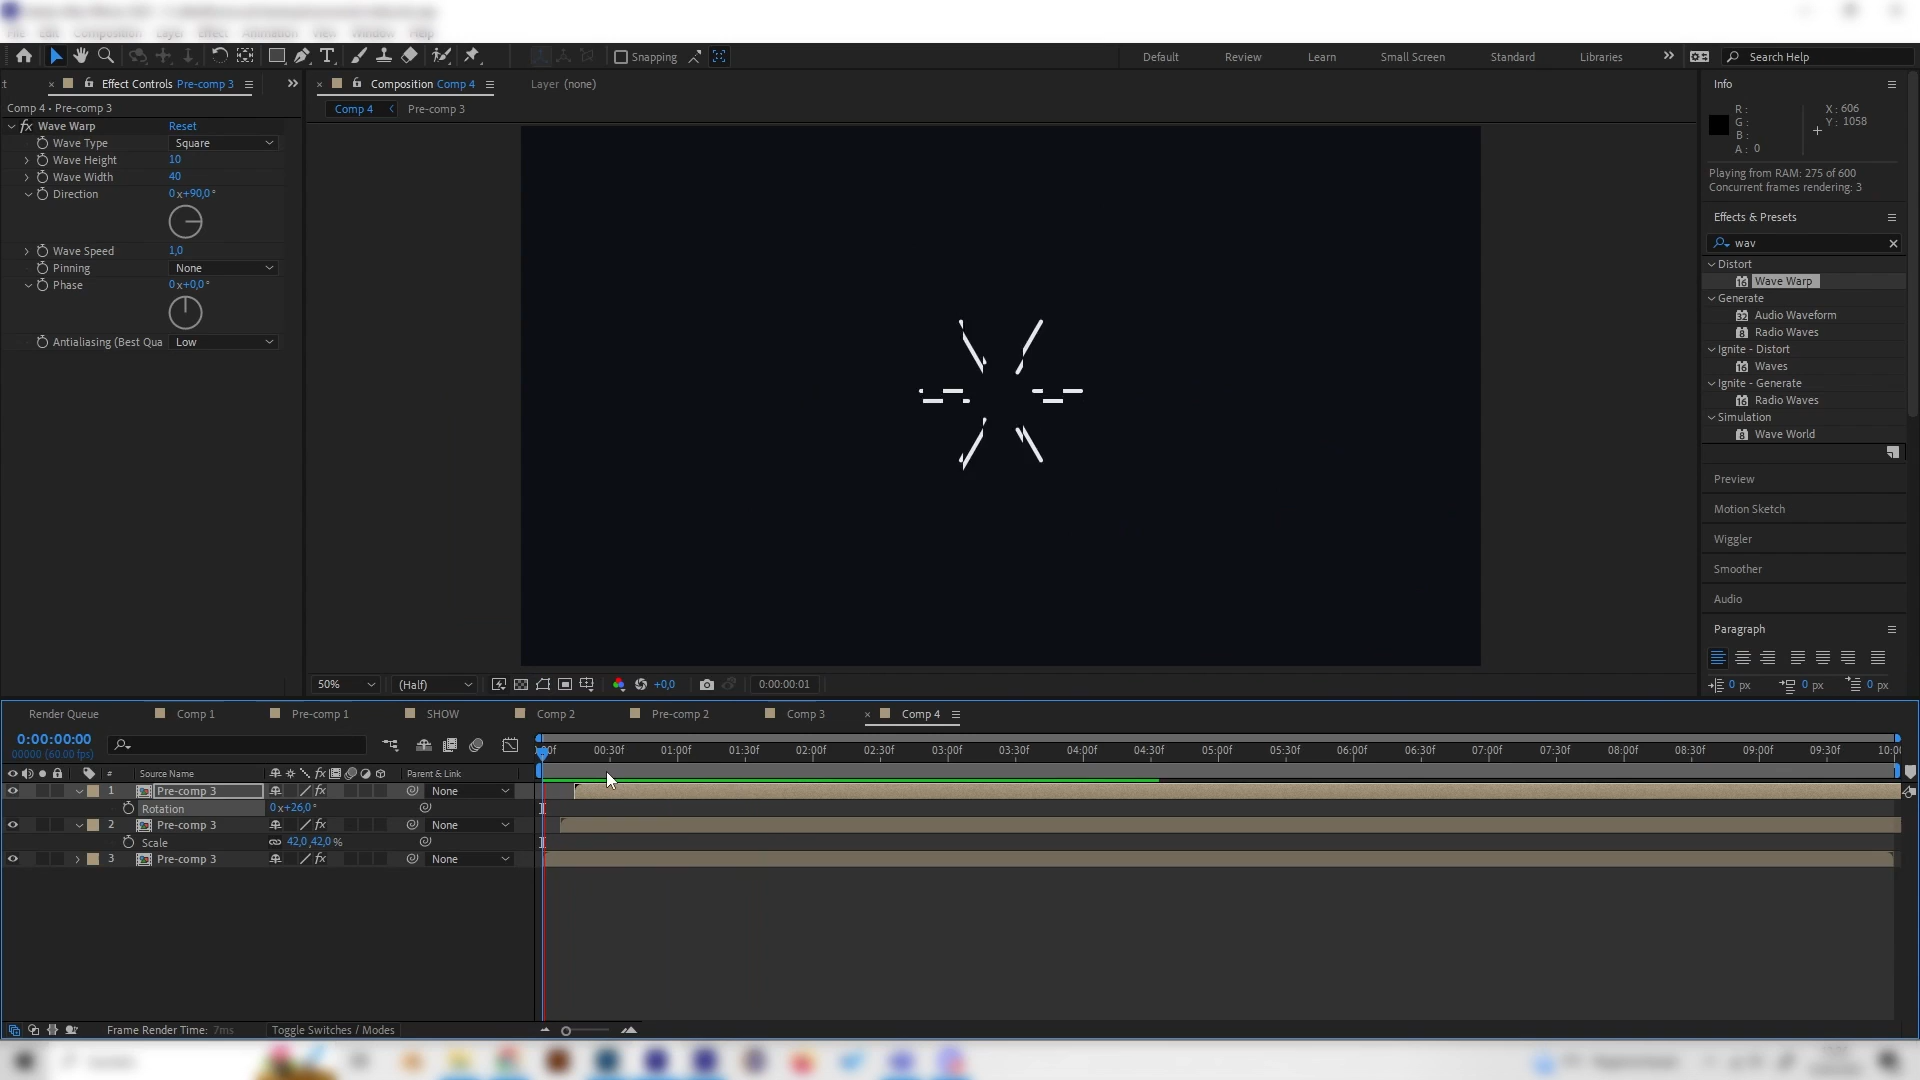 Snapping
Default
Review
Learn
Small Screen
Standard
Libraries
Search Help
Effect Controls Pre-comp 3
Composition Comp 4
Layer (none)
Comp 4
Pre-comp 3
Comp 4 • Pre-comp 3
fx Wave Warp Reset
Wave Type Square
Wave Height 10
Wave Width 40
Direction 0x+90,0°
Wave Speed 1,0
Pinning None
Phase 0x+0,0°
Antialiasing (Best Qua Low
Info
R :
G :
B :
A : 0
X : 606
Y : 1058
Playing from RAM: 275 of 600
Concurrent frames rendering: 3
Effects & Presets
wav
Distort
Wave Warp
Generate
Audio Waveform
Radio Waves
Ignite - Distort
Waves
Ignite - Generate
Radio Waves
Simulation
Wave World
Preview
Motion Sketch
Wiggler
Smoother
Audio
Paragraph
0 px
0 px
0 px
50%
(Half)
+0,0
0:00:00:01
Render Queue
Comp 1
Pre-comp 1
SHOW
Comp 2
Pre-comp 2
Comp 3
Comp 4
0:00:00:00
00000 (60.00 fps)
00:30f 01:00f 01:30f 02:00f 02:30f 03:00f 03:30f 04:00f 04:30f 05:00f 05:30f 06:00f 06:30f 07:00f 07:30f 08:00f 08:30f 09:00f 09:30f
# Source Name Parent & Link
1 Pre-comp 3 fx None
Rotation 0x+26,0°
2 Pre-comp 3 fx None
Scale 42,0,42,0%
3 Pre-comp 3 fx None
Frame Render Time: 7ms
Toggle Switches / Modes